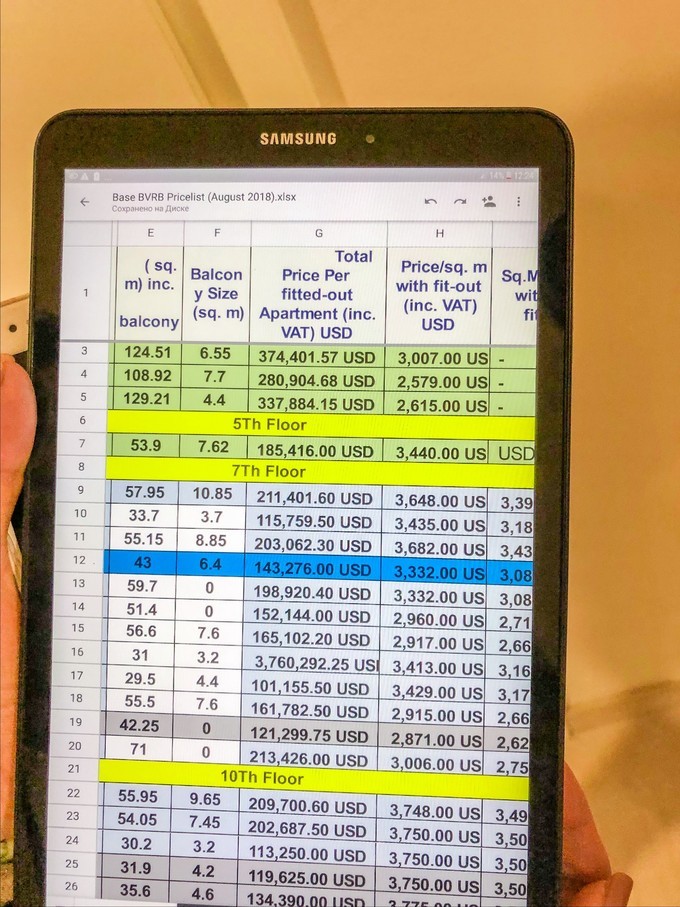 SAMSUNG
14% 12:24
Base BVRB Pricelist (August 2018).xlsx
Сохранено на Диске
E F G H
1 ( sq. m) inc. balcony Balcon y Size (sq. m) Total Price Per fitted-out Apartment (inc. VAT) USD Price/sq. m with fit-out (inc. VAT) USD Sq.M wit fi
3 124.51 6.55 374,401.57 USD 3,007.00 US -
4 108.92 7.7 280,904.68 USD 2,579.00 US -
5 129.21 4.4 337,884.15 USD 2,615.00 US -
6 5Th Floor
7 53.9 7.62 185,416.00 USD 3,440.00 US USD
8 7Th Floor
9 57.95 10.85 211,401.60 USD 3,648.00 US 3,39
10 33.7 3.7 115,759.50 USD 3,435.00 US 3,18
11 55.15 8.85 203,062.30 USD 3,682.00 US 3,43
12 43 6.4 143,276.00 USD 3,332.00 US 3,08
13 59.7 0 198,920.40 USD 3,332.00 US 3,08
14 51.4 0 152,144.00 USD 2,960.00 US 2,71
15 56.6 7.6 165,102.20 USD 2,917.00 US 2,66
16 31 3.2 3,760,292.25 USI 3,413.00 US 3,16
17 29.5 4.4 101,155.50 USD 3,429.00 US 3,17
18 55.5 7.6 161,782.50 USD 2,915.00 US 2,66
19 42.25 0 121,299.75 USD 2,871.00 US 2,62
20 71 0 213,426.00 USD 3,006.00 US 2,75
21 10Th Floor
22 55.95 9.65 209,700.60 USD 3,748.00 US 3,49
23 54.05 7.45 202,687.50 USD 3,750.00 US 3,50
24 30.2 3.2 113,250.00 USD 3,750.00 US 3,50
25 31.9 4.2 119,625.00 USD 3,750.00 US 3,50
26 35.6 4.6 134,390.00 USD 3,775.00 US